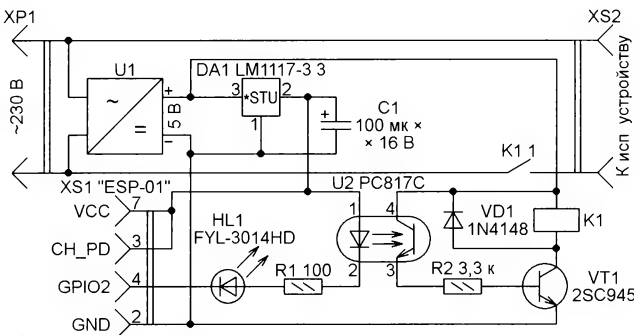 XP1
XS2
~230 В
К исп устройству
U1
~
=
+
5 В
−
DA1 LM1117-3 3
3
*STU
2
1
+
C1
100 мк ×
× 16 В
K1 1
XS1 "ESP-01"
VCC
7
CH_PD
3
GPIO2
4
GND
2
HL1
FYL-3014HD
R1 100
U2 PC817C
1
4
2
3
R2 3,3 к
VD1
1N4148
K1
VT1
2SC945